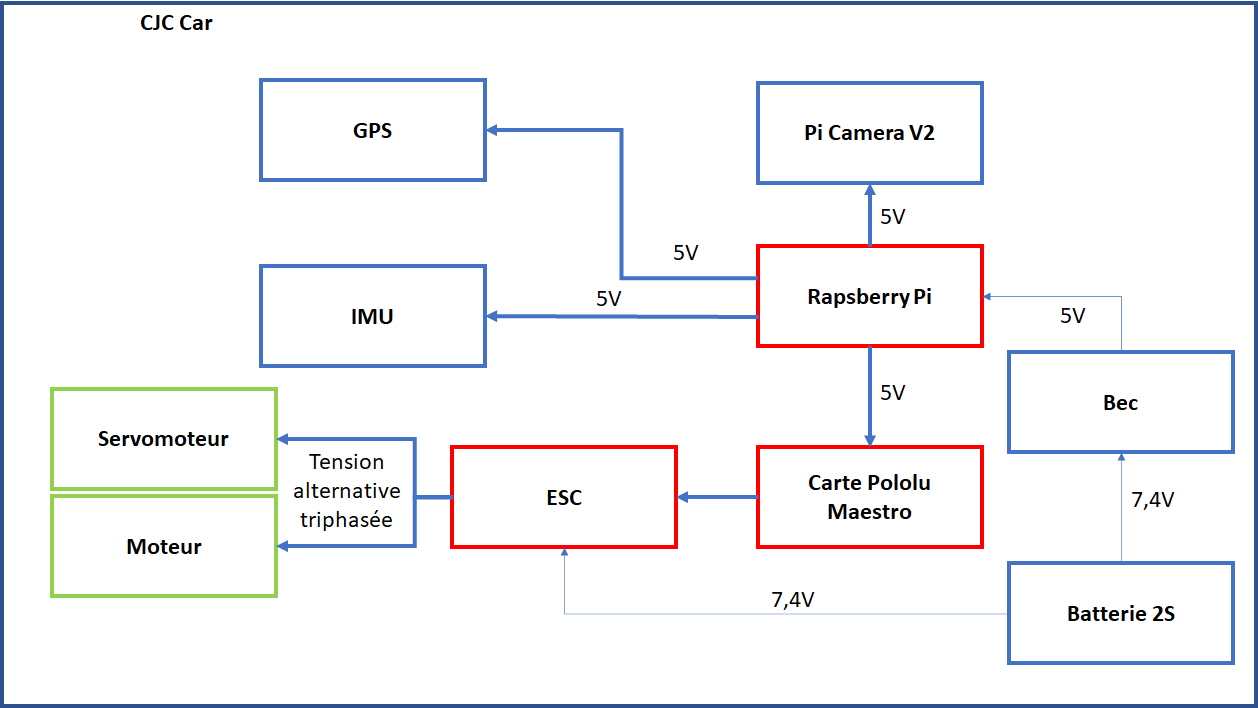 CJC Car
GPS
Pi Camera V2
5V
5V
Rapsberry Pi
5V
IMU
5V
5V
Bec
Servomoteur
Tension
alternative
triphasée
ESC
Carte Pololu
Maestro
7,4V
Moteur
7,4V
Batterie 2S